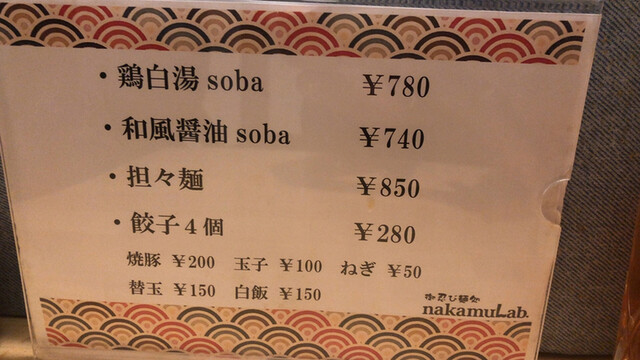 ・鶏白湯 soba ￥780
・和風醤油 soba ￥740
・担々麺 ￥850
・餃子４個 ￥280
焼豚 ￥200 玉子 ￥100 ねぎ ￥50
替玉 ￥150 白飯 ￥150
nakamuLab.